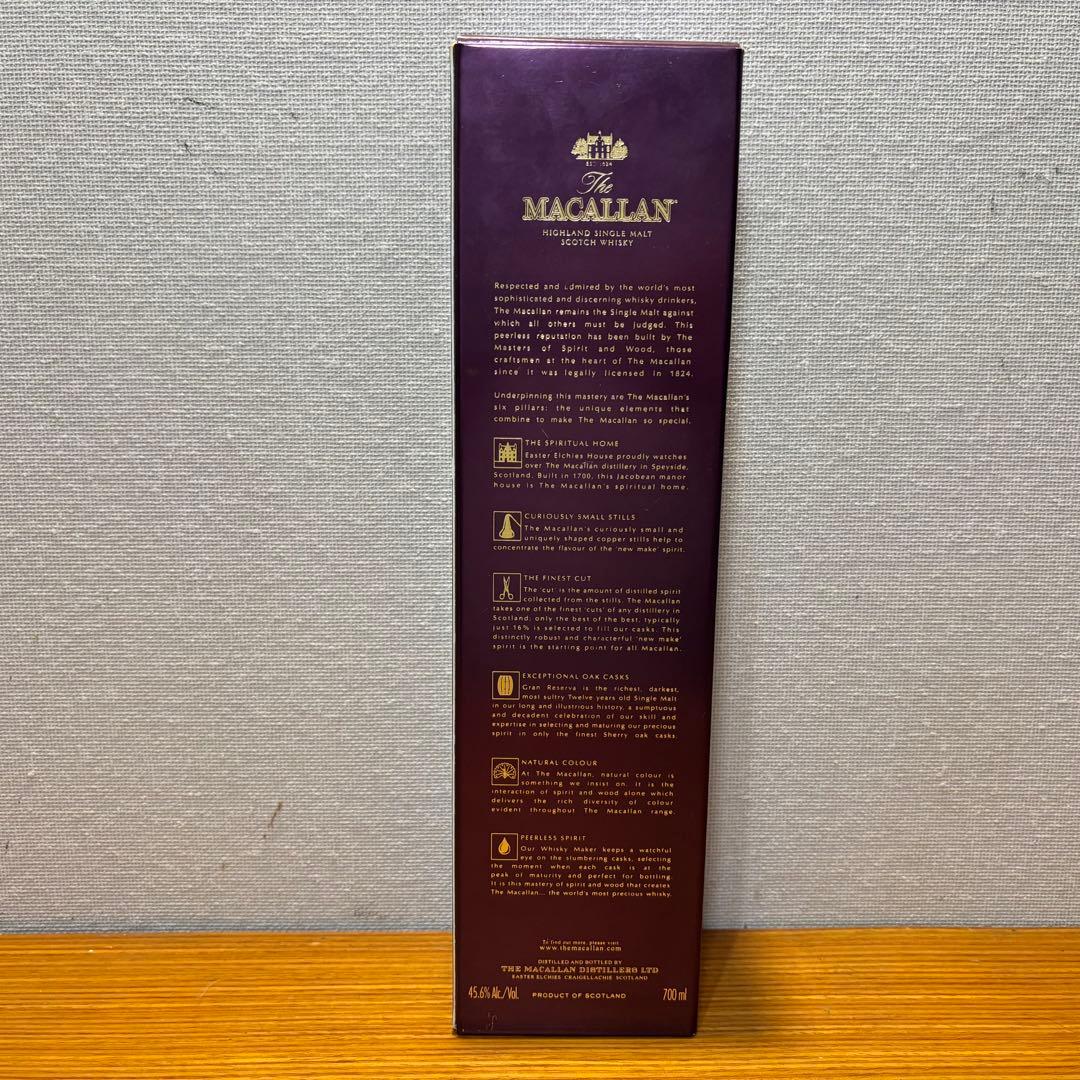 EST 1824
The
MACALLAN
HIGHLAND SINGLE MALT
SCOTCH WHISKY
Respected and admired by the world's most
sophisticated and discerning whisky drinkers,
The Macallan remains the Single Malt against
which all others must be judged. This
peerless reputation has been built by The
Masters of Spirit and Wood, those
craftsmen at the heart of The Macallan
since it was legally licensed in 1824.
Underpinning this mastery are The Macallan's
six pillars: the unique elements that
combine to make The Macallan so special.
THE SPIRITUAL HOME
Easter Elchies House proudly watches
over The Macallan distillery in Speyside,
Scotland. Built in 1700, this Jacobean manor
house is The Macallan's spiritual home.
CURIOUSLY SMALL STILLS
The Macallan's curiously small and
uniquely shaped copper stills help to
concentrate the flavour of the 'new make' spirit.
THE FINEST CUT
The 'cut' is the amount of distilled spirit
collected from the stills. The Macallan
takes one of the finest 'cuts' of any distillery in
Scotland; only the best of the best, typically
just 16% is selected to fill our casks. This
distinctly robust and characterful 'new make'
spirit is the starting point for all Macallan.
EXCEPTIONAL OAK CASKS
Gran Reserva is the richest, darkest,
most sultry Twelve years old Single Malt
in our long and illustrious history, a sumptuous
and decadent celebration of our skill and
expertise in selecting and maturing our precious
spirit in only the finest Sherry oak casks.
NATURAL COLOUR
At The Macallan, natural colour is
something we insist on. It is the
interaction of spirit and wood alone which
delivers the rich diversity of colour
evident throughout The Macallan range.
PEERLESS SPIRIT
Our Whisky Maker keeps a watchful
eye on the slumbering casks, selecting
the moment when each cask is at the
peak of maturity and perfect for bottling.
It is this mastery of spirit and wood that creates
The Macallan... the world's most precious whisky.
To find out more, please visit
www.themacallan.com
DISTILLED AND BOTTLED BY
THE MACALLAN DISTILLERS LTD
EASTER ELCHIES CRAIGELLACHIE SCOTLAND
45.6% Alc./Vol. PRODUCT OF SCOTLAND 700 ml